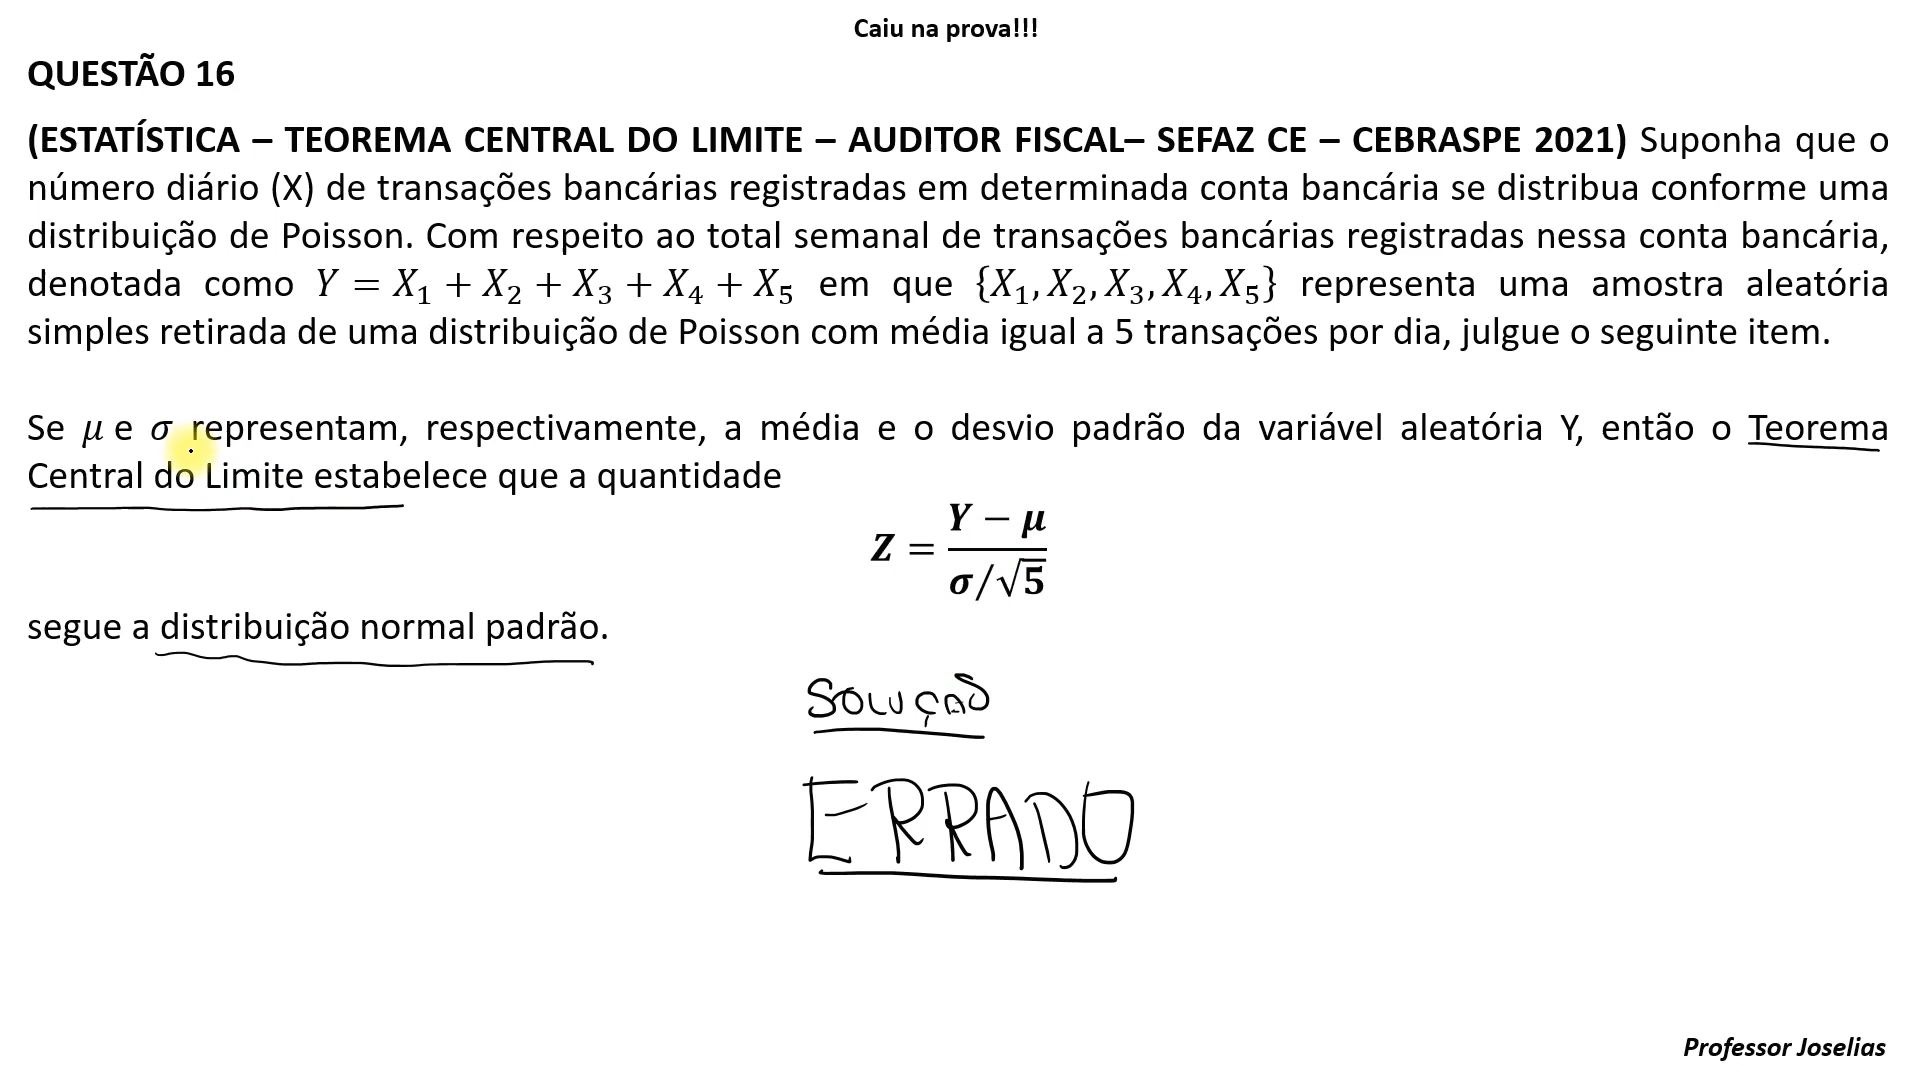 Caiu na prova!!!
QUESTÃO 16
(ESTATÍSTICA – TEOREMA CENTRAL DO LIMITE – AUDITOR FISCAL– SEFAZ CE – CEBRASPE 2021) Suponha que o
número diário (X) de transações bancárias registradas em determinada conta bancária se distribua conforme uma
distribuição de Poisson. Com respeito ao total semanal de transações bancárias registradas nessa conta bancária,
denotada como Y = X₁ + X₂ + X₃ + X₄ + X₅ em que {X₁, X₂, X₃, X₄, X₅} representa uma amostra aleatória
simples retirada de uma distribuição de Poisson com média igual a 5 transações por dia, julgue o seguinte item.
Se μ e σ representam, respectivamente, a média e o desvio padrão da variável aleatória Y, então o Teorema
Central do Limite estabelece que a quantidade
Z = (Y − μ) / (σ/√5)
segue a distribuição normal padrão.
SOLUÇÃO
ERRADO
Professor Joselias